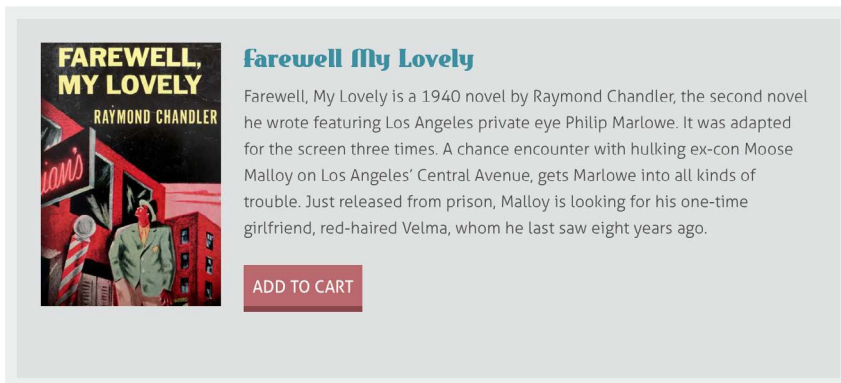 FAREWELL,
MY LOVELY
RAYMOND CHANDLER
ian's
Farewell My Lovely
Farewell, My Lovely is a 1940 novel by Raymond Chandler, the second novel
he wrote featuring Los Angeles private eye Philip Marlowe. It was adapted
for the screen three times. A chance encounter with hulking ex-con Moose
Malloy on Los Angeles’ Central Avenue, gets Marlowe into all kinds of
trouble. Just released from prison, Malloy is looking for his one-time
girlfriend, red-haired Velma, whom he last saw eight years ago.
ADD TO CART